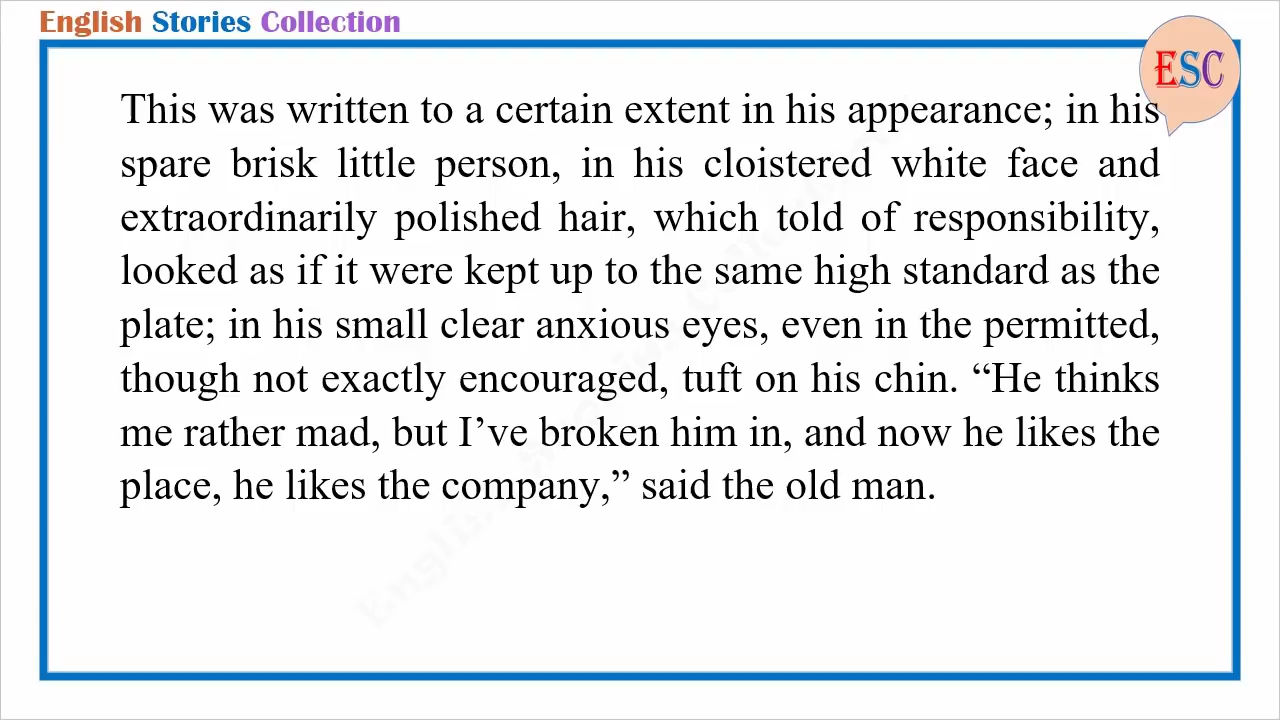 English Stories Collection
ESC
This was written to a certain extent in his appearance; in his
spare brisk little person, in his cloistered white face and
extraordinarily polished hair, which told of responsibility,
looked as if it were kept up to the same high standard as the
plate; in his small clear anxious eyes, even in the permitted,
though not exactly encouraged, tuft on his chin. “He thinks
me rather mad, but I’ve broken him in, and now he likes the
place, he likes the company,” said the old man.
English Stories Collection